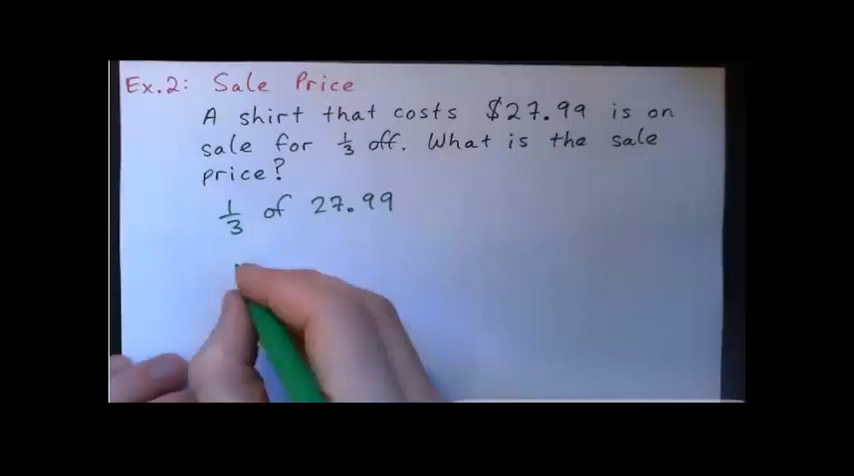 Ex.2: Sale Price
A shirt that costs $27.99 is on
sale for 1/3 off. What is the sale
price?
1/3 of 27.99